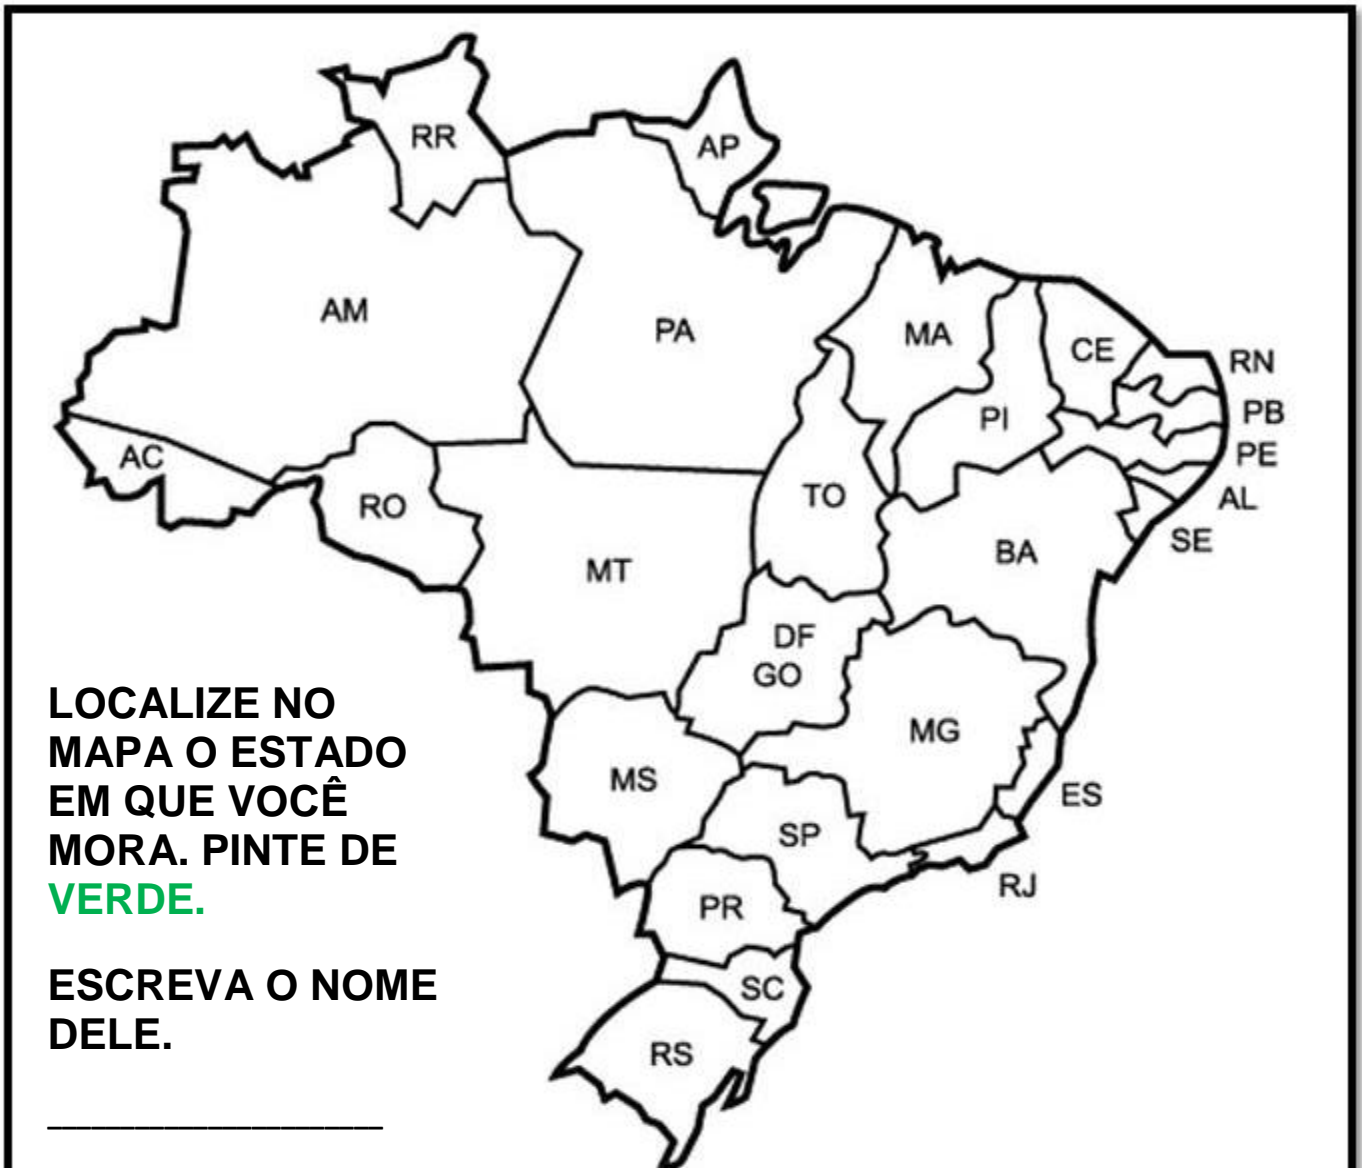 RR
AP
AM
PA
MA
CE
RN
PI
PB
PE
AC
TO
AL
RO
SE
BA
MT
DF
GO
MG
MS
ES
SP
RJ
PR
SC
RS
LOCALIZE NO
MAPA O ESTADO
EM QUE VOCÊ
MORA. PINTE DE
VERDE.
ESCREVA O NOME
DELE.